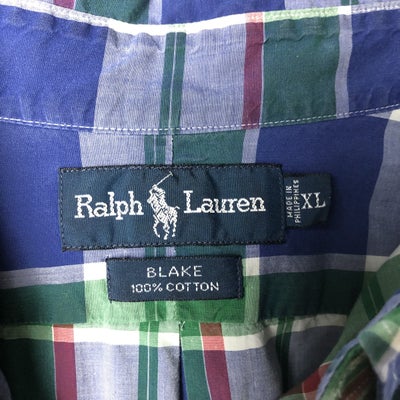 Ralph Lauren
MADE IN
PHILIPPINES
XL
BLAKE
100% COTTON